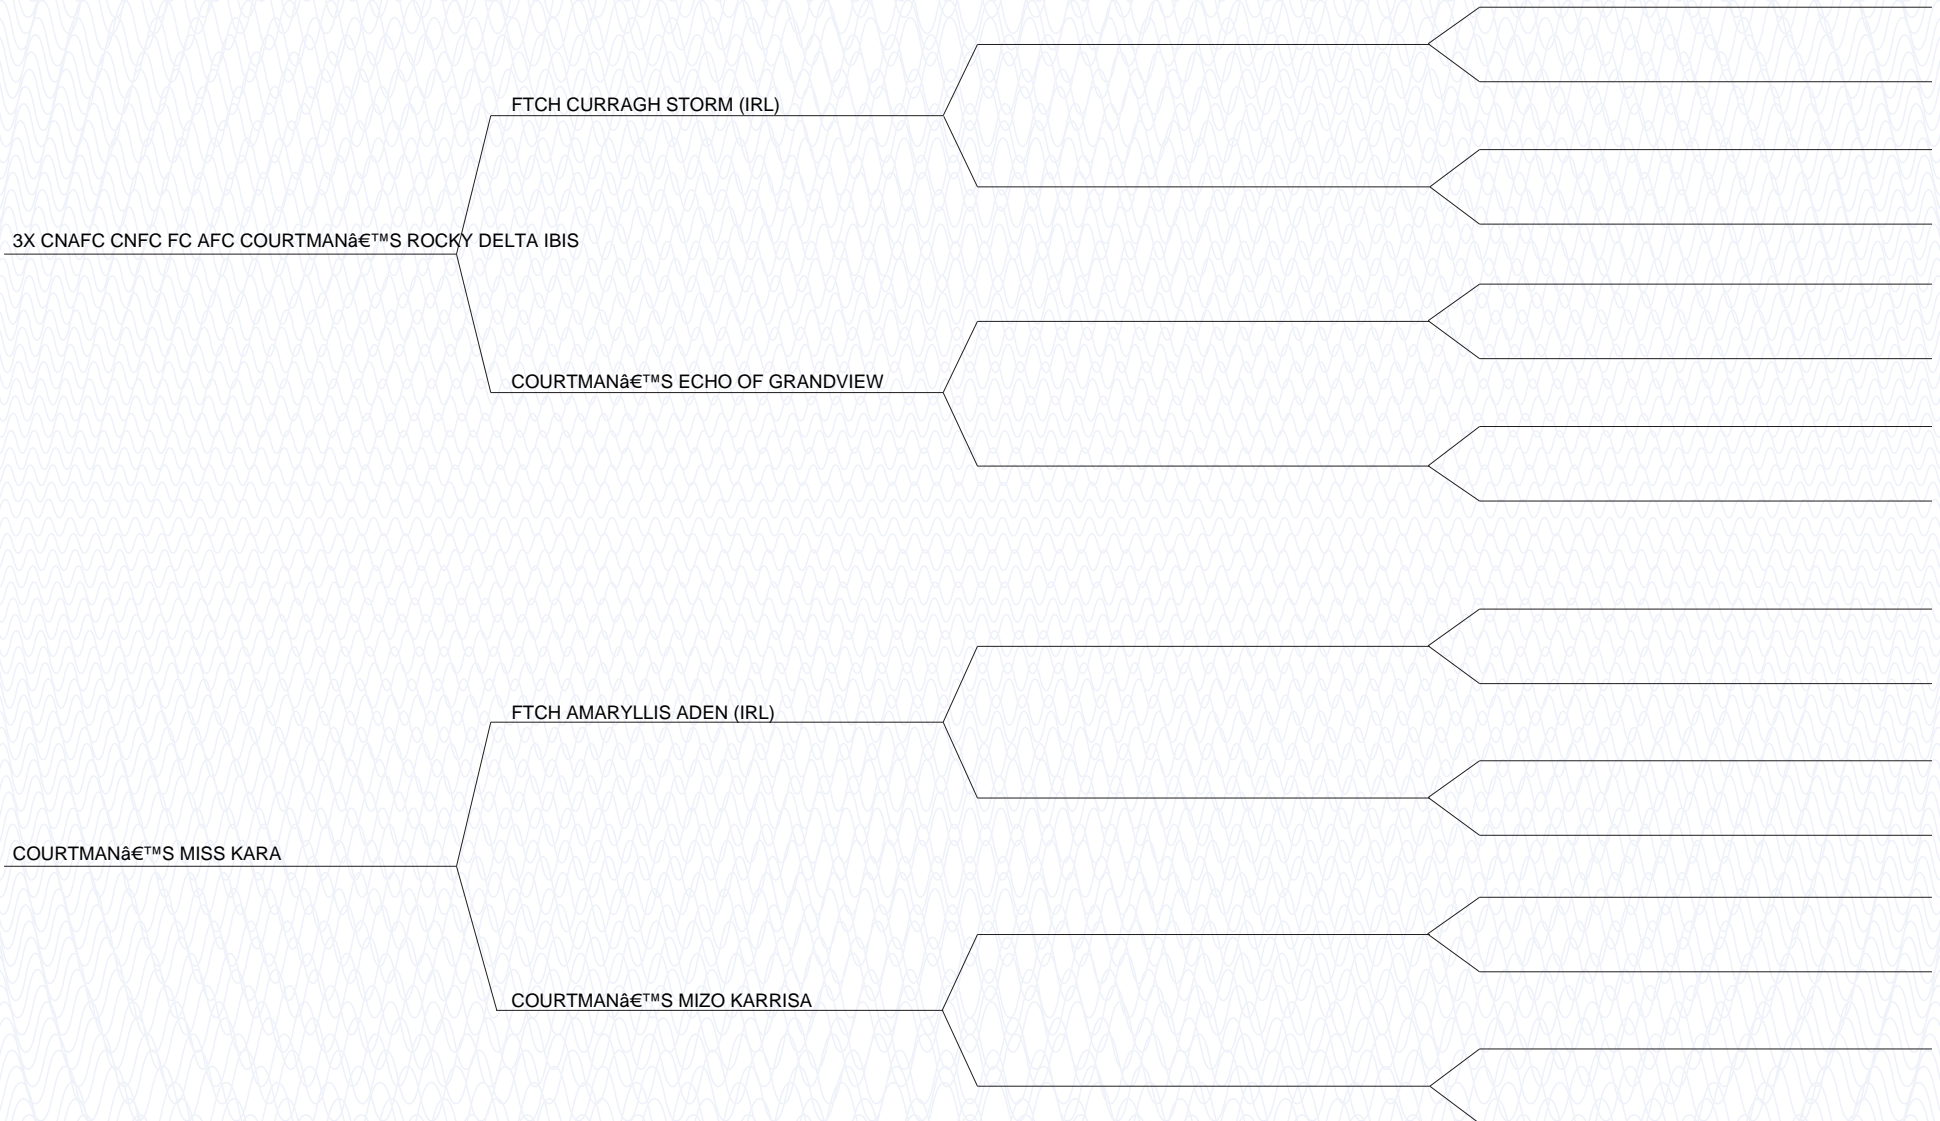 FTCH CURRAGH STORM (IRL)
3X CNAFC CNFC FC AFC COURTMANâ€™S ROCKY DELTA IBIS
COURTMANâ€™S ECHO OF GRANDVIEW
FTCH AMARYLLIS ADEN (IRL)
COURTMANâ€™S MISS KARA
COURTMANâ€™S MIZO KARRISA